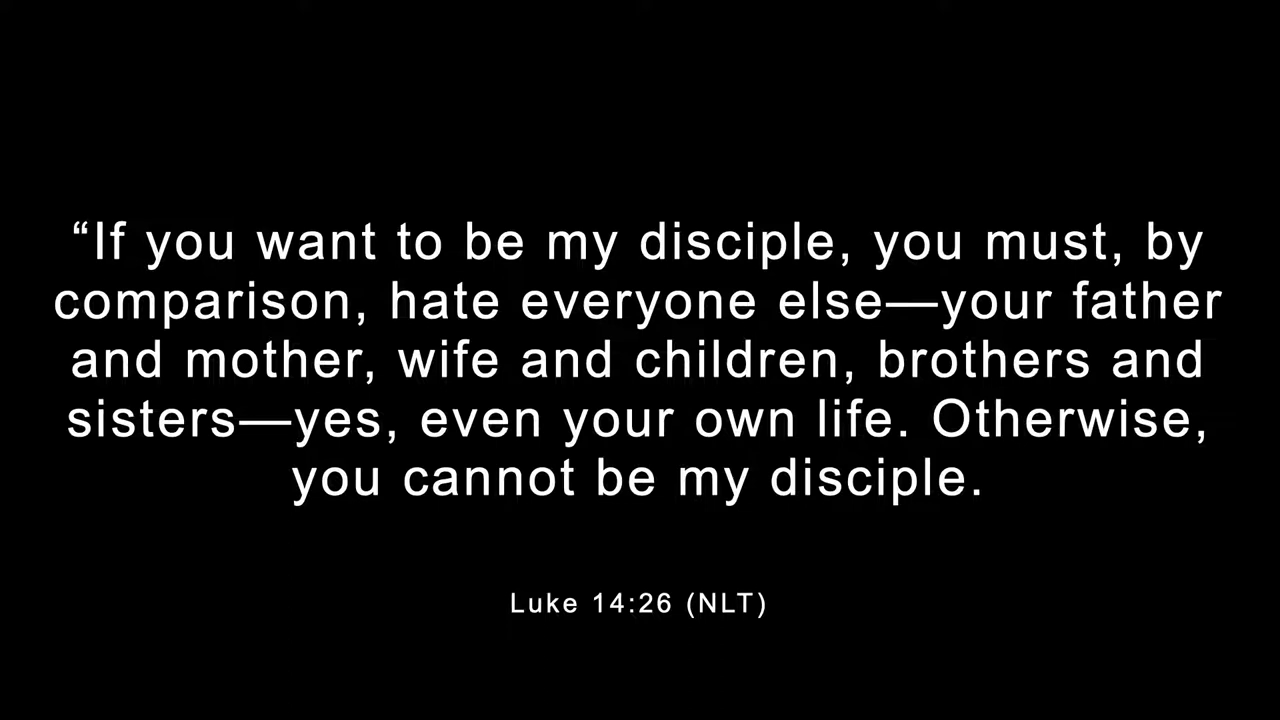 “If you want to be my disciple, you must, by
comparison, hate everyone else—your father
and mother, wife and children, brothers and
sisters—yes, even your own life. Otherwise,
you cannot be my disciple.
Luke 14:26 (NLT)